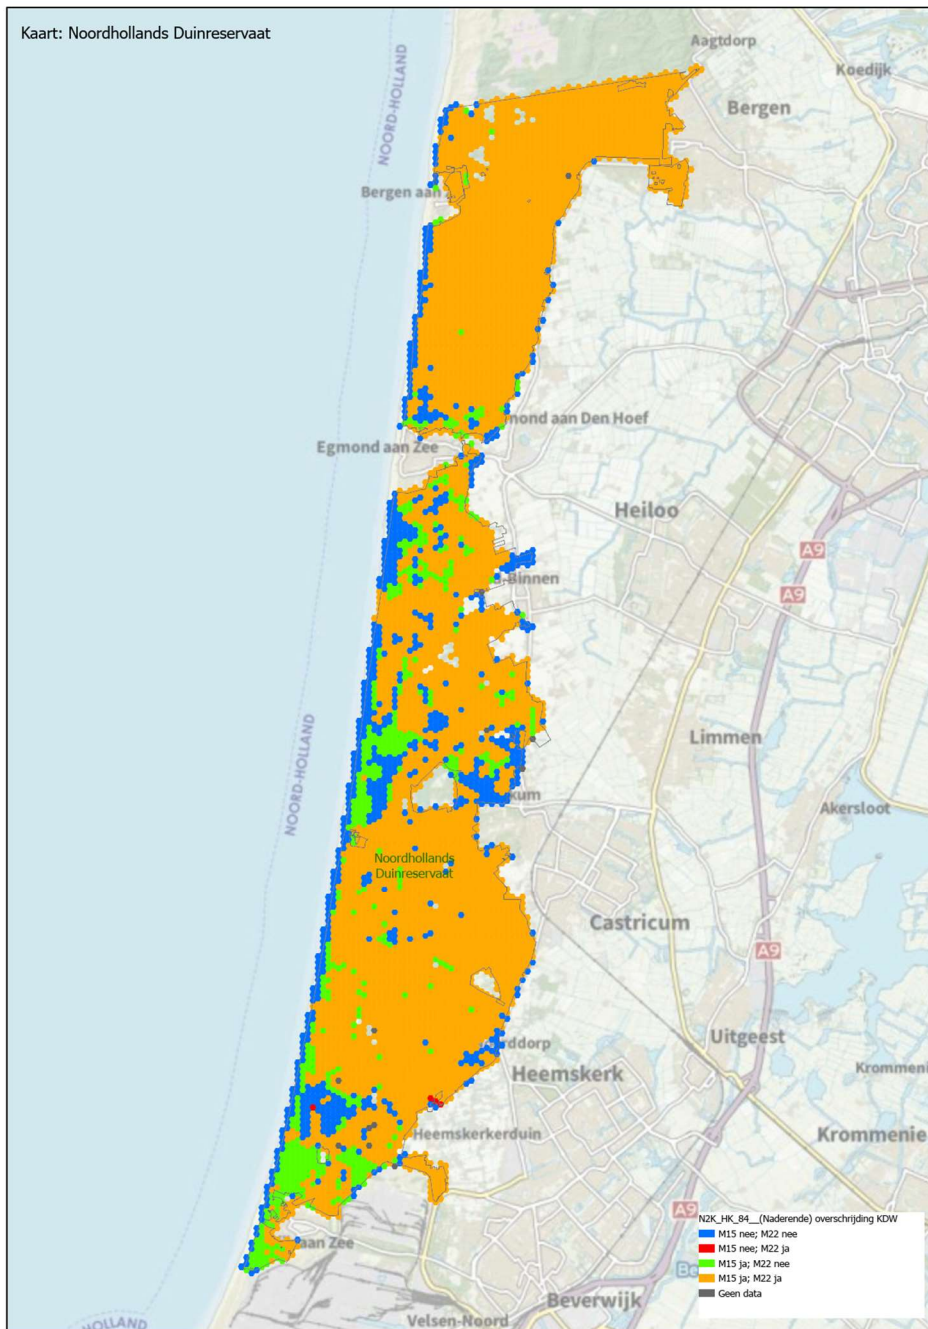 Kaart: Noordhollands Duinreservaat
Aagtdorp
Koedijk
NOORD-HOLLAND
Bergen
Bergen aan
mond aan Den Hoef
Egmond aan Zee
Heiloo
A9
Binnen
A9
NOORD-HOLLAND
Limmen
kum
Akersloot
Noordhollands
Duinreservaat
Castricum
A9
Uitgeest
rddorp
Heemskerk
Krommeni
Heemskerkerduin
Krommenie
A9
N2K_HK_84__(Naderende) overschrijding KDW
M15 nee; M22 nee
M15 nee; M22 ja
M15 ja; M22 nee
M15 ja; M22 ja
Geen data
aan Zee
Be
Beverwijk
Velsen-Noord
HOLLAND